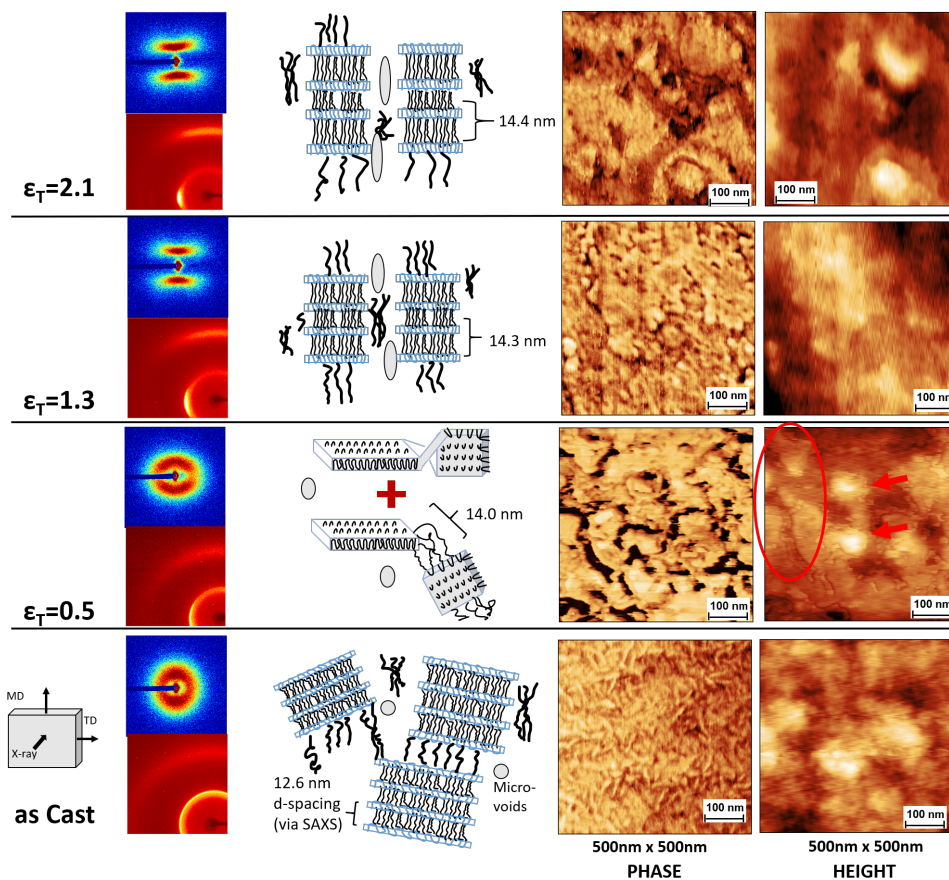 14.4 nm
100 nm
100 nm
εT=2.1
14.3 nm
100 nm
100 nm
εT=1.3
14.0 nm
100 nm
100 nm
εT=0.5
MD
TD
X-ray
12.6 nm
d-spacing
(via SAXS)
Micro-
voids
100 nm
100 nm
as Cast
500nm x 500nm
PHASE
500nm x 500nm
HEIGHT